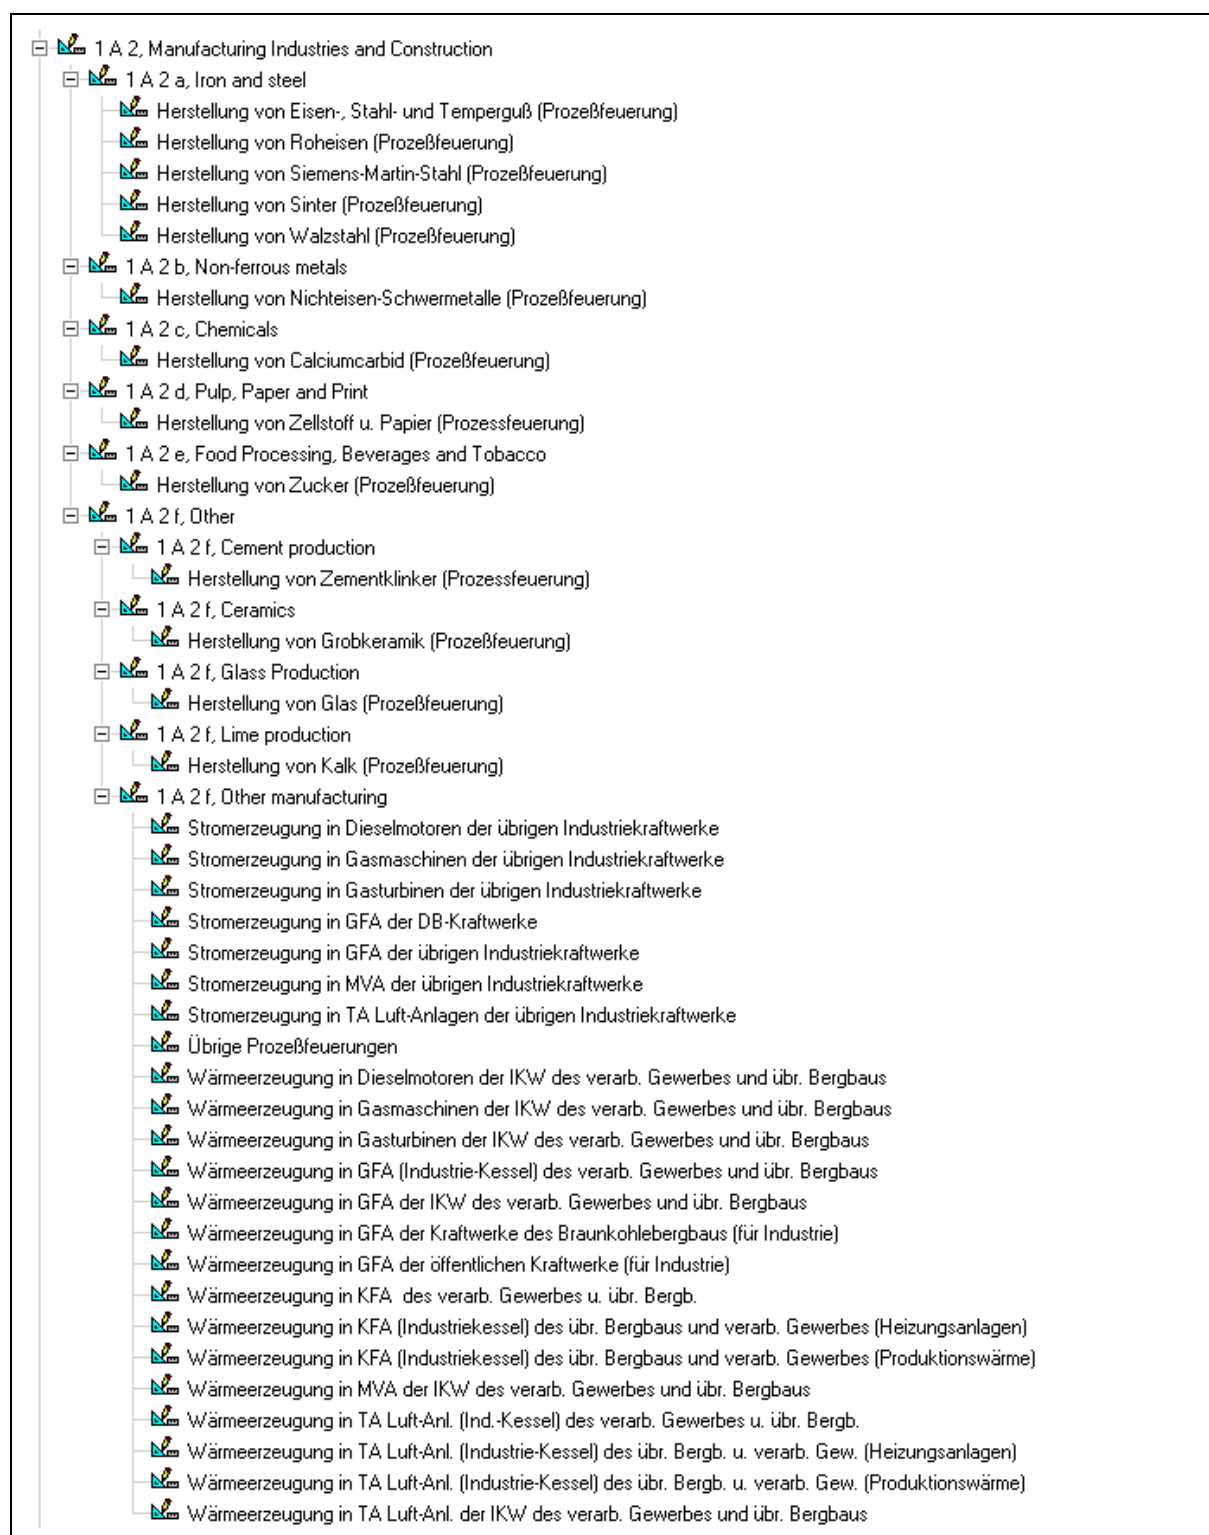 1 A 2, Manufacturing Industries and Construction
1 A 2 a, Iron and steel
Herstellung von Eisen-, Stahl- und Temperguß (Prozeßfeuerung)
Herstellung von Roheisen (Prozeßfeuerung)
Herstellung von Siemens-Martin-Stahl (Prozeßfeuerung)
Herstellung von Sinter (Prozeßfeuerung)
Herstellung von Walzstahl (Prozeßfeuerung)
1 A 2 b, Non-ferrous metals
Herstellung von Nichteisen-Schwermetalle (Prozeßfeuerung)
1 A 2 c, Chemicals
Herstellung von Calciumcarbid (Prozeßfeuerung)
1 A 2 d, Pulp, Paper and Print
Herstellung von Zellstoff u. Papier (Prozessfeuerung)
1 A 2 e, Food Processing, Beverages and Tobacco
Herstellung von Zucker (Prozeßfeuerung)
1 A 2 f, Other
1 A 2 f, Cement production
Herstellung von Zementklinker (Prozessfeuerung)
1 A 2 f, Ceramics
Herstellung von Grobkeramik (Prozeßfeuerung)
1 A 2 f, Glass Production
Herstellung von Glas (Prozeßfeuerung)
1 A 2 f, Lime production
Herstellung von Kalk (Prozeßfeuerung)
1 A 2 f, Other manufacturing
Stromerzeugung in Dieselmotoren der übrigen Industriekraftwerke
Stromerzeugung in Gasmaschinen der übrigen Industriekraftwerke
Stromerzeugung in Gasturbinen der übrigen Industriekraftwerke
Stromerzeugung in GFA der DB-Kraftwerke
Stromerzeugung in GFA der übrigen Industriekraftwerke
Stromerzeugung in MVA der übrigen Industriekraftwerke
Stromerzeugung in TA Luft-Anlagen der übrigen Industriekraftwerke
Übrige Prozeßfeuerungen
Wärmeerzeugung in Dieselmotoren der IKW des verarb. Gewerbes und übr. Bergbaus
Wärmeerzeugung in Gasmaschinen der IKW des verarb. Gewerbes und übr. Bergbaus
Wärmeerzeugung in Gasturbinen der IKW des verarb. Gewerbes und übr. Bergbaus
Wärmeerzeugung in GFA (Industrie-Kessel) des verarb. Gewerbes und übr. Bergbaus
Wärmeerzeugung in GFA der IKW des verarb. Gewerbes und übr. Bergbaus
Wärmeerzeugung in GFA der Kraftwerke des Braunkohlebergbaus (für Industrie)
Wärmeerzeugung in GFA der öffentlichen Kraftwerke (für Industrie)
Wärmeerzeugung in KFA  des verarb. Gewerbes u. übr. Bergb.
Wärmeerzeugung in KFA (Industriekessel) des übr. Bergbaus und verarb. Gewerbes (Heizungsanlagen)
Wärmeerzeugung in KFA (Industriekessel) des übr. Bergbaus und verarb. Gewerbes (Produktionswärme)
Wärmeerzeugung in MVA der IKW des verarb. Gewerbes und übr. Bergbaus
Wärmeerzeugung in TA Luft-Anl. (Ind.-Kessel) des verarb. Gewerbes u. übr. Bergb.
Wärmeerzeugung in TA Luft-Anl. (Industrie-Kessel) des übr. Bergb. u. verarb. Gew. (Heizungsanlagen)
Wärmeerzeugung in TA Luft-Anl. (Industrie-Kessel) des übr. Bergb. u. verarb. Gew. (Produktionswärme)
Wärmeerzeugung in TA Luft-Anl. der IKW des verarb. Gewerbes und übr. Bergbaus